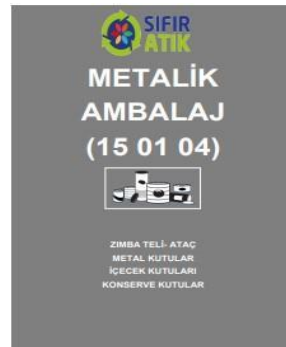 SIFIR
ATIK
METALİK
AMBALAJ
(15 01 04)
ZIMBA TELİ- ATAÇ
METAL KUTULAR
İÇECEK KUTULARI
KONSERVE KUTULAR